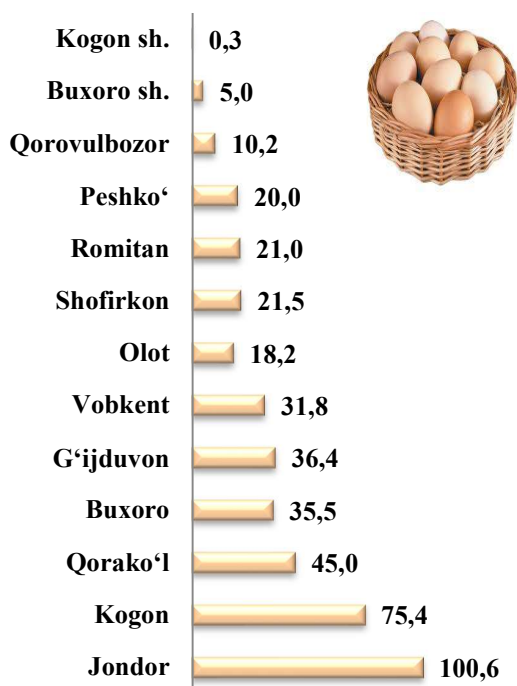 Kogon sh. 0,3
Buxoro sh. 5,0
Qorovulbozor 10,2
Peshko‘ 20,0
Romitan 21,0
Shofirkon 21,5
Olot 18,2
Vobkent 31,8
G‘ijduvon 36,4
Buxoro 35,5
Qorako‘l 45,0
Kogon 75,4
Jondor 100,6